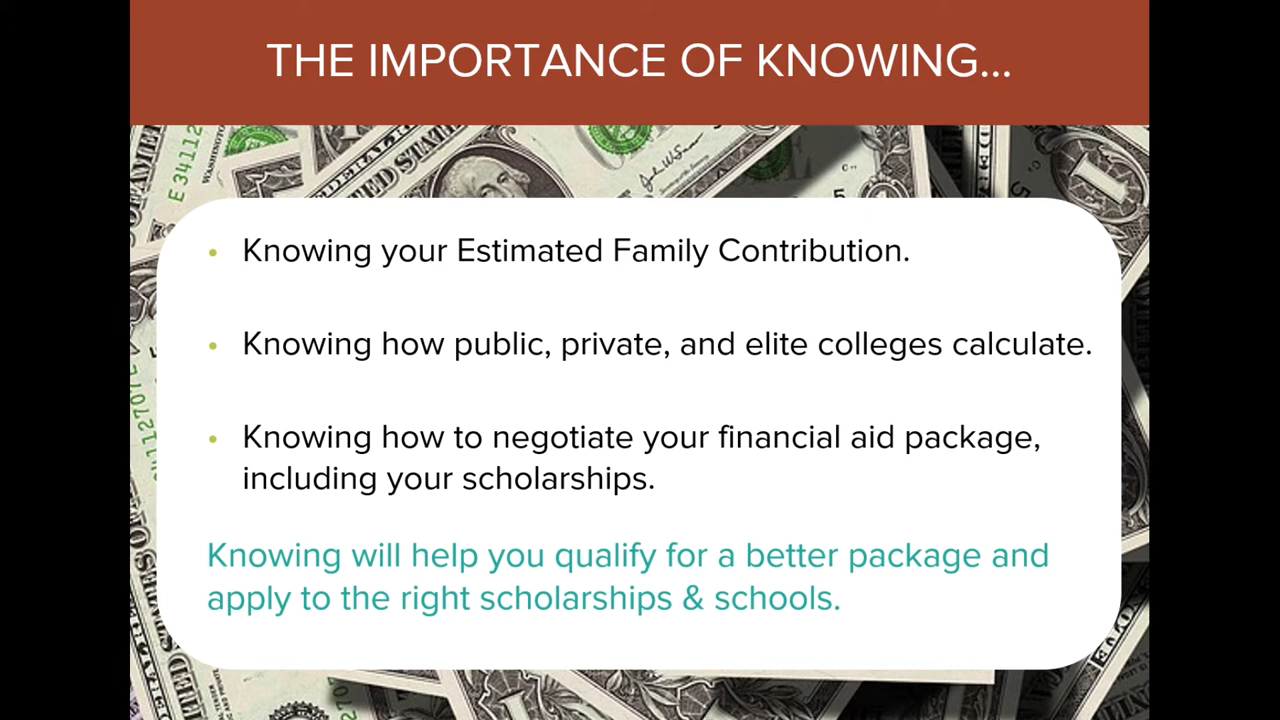 THE IMPORTANCE OF KNOWING...
• Knowing your Estimated Family Contribution.
• Knowing how public, private, and elite colleges calculate.
• Knowing how to negotiate your financial aid package,
including your scholarships.
Knowing will help you qualify for a better package and
apply to the right scholarships & schools.